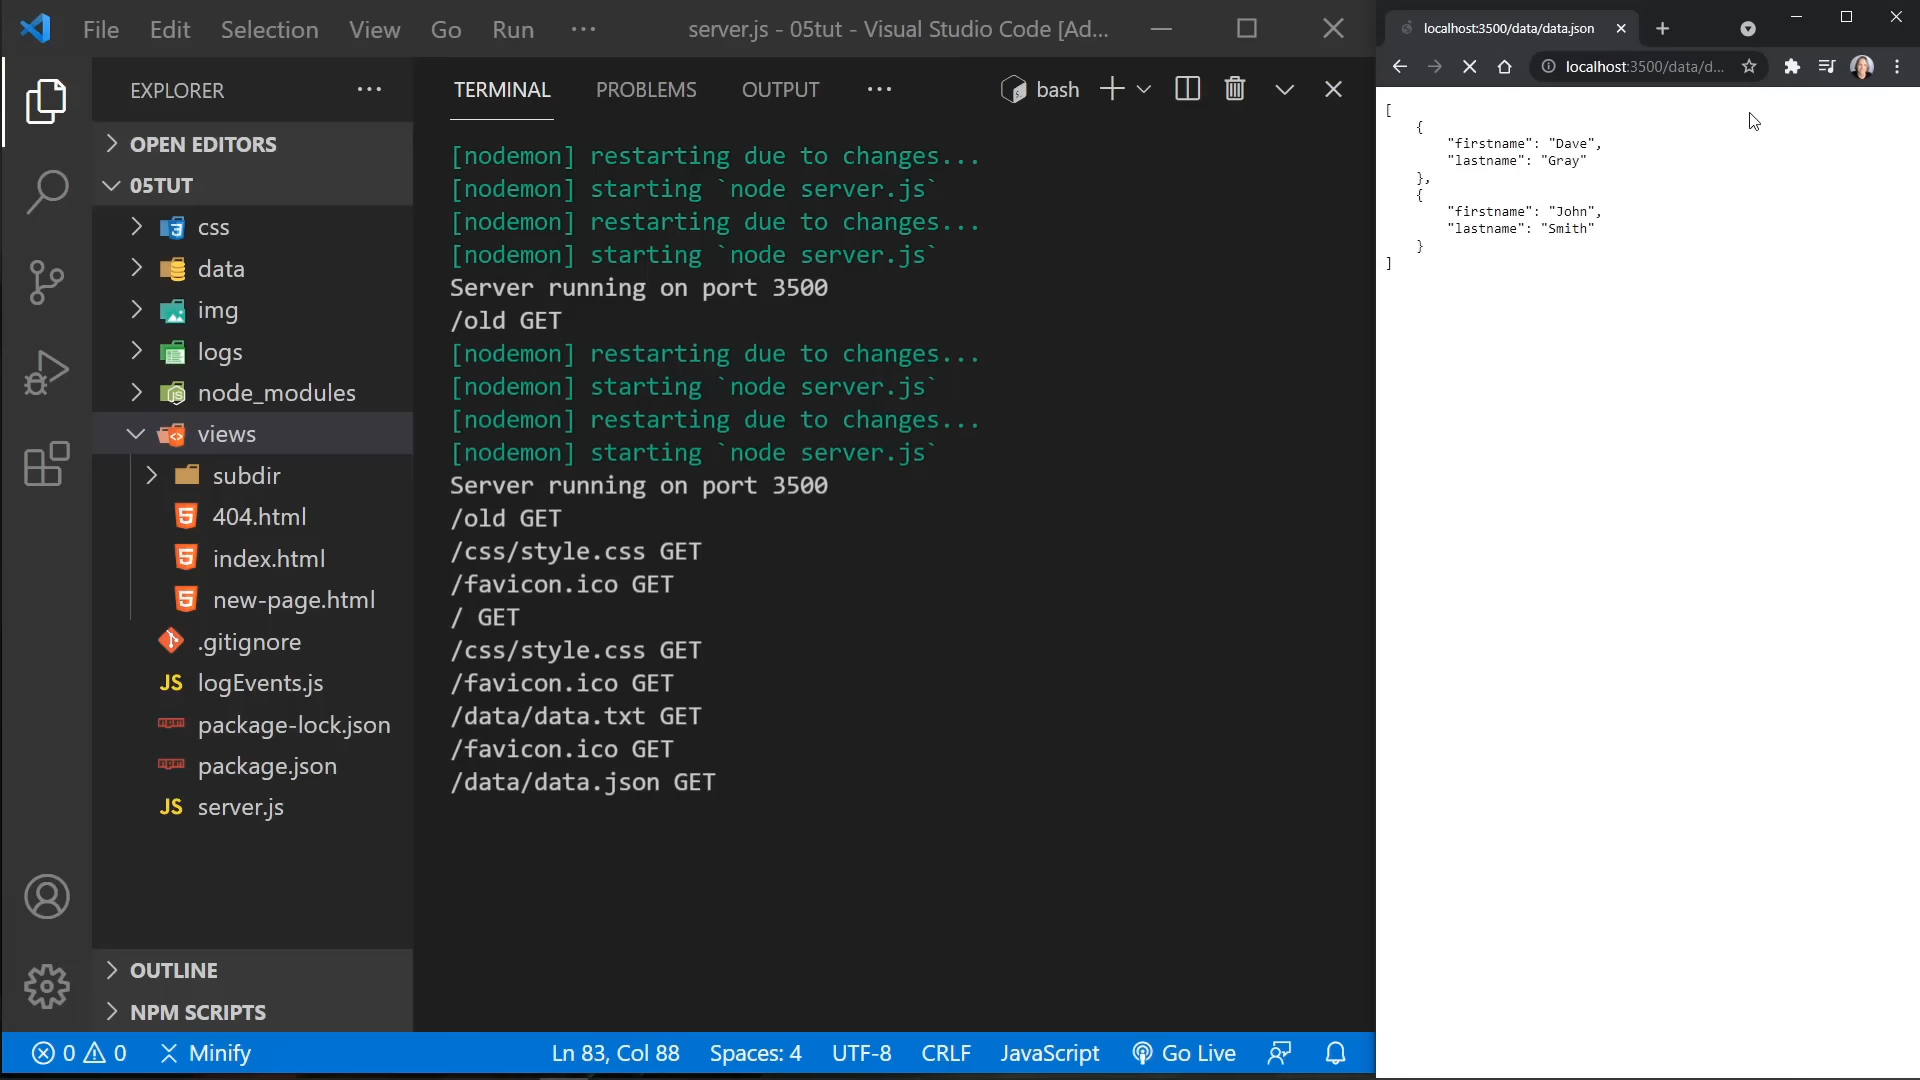 File Edit Selection View Go Run ··· server.js - 05tut - Visual Studio Code [Ad...
EXPLORER ···
OPEN EDITORS
05TUT
css
data
img
logs
node_modules
views
subdir
404.html
index.html
new-page.html
.gitignore
JS logEvents.js
package-lock.json
package.json
JS server.js
OUTLINE
NPM SCRIPTS
TERMINAL PROBLEMS OUTPUT ··· bash
[nodemon] restarting due to changes...
[nodemon] starting `node server.js`
[nodemon] restarting due to changes...
[nodemon] starting `node server.js`
Server running on port 3500
/old GET
[nodemon] restarting due to changes...
[nodemon] starting `node server.js`
[nodemon] restarting due to changes...
[nodemon] starting `node server.js`
Server running on port 3500
/old GET
/css/style.css GET
/favicon.ico GET
/ GET
/css/style.css GET
/favicon.ico GET
/data/data.txt GET
/favicon.ico GET
/data/data.json GET
0 0 Minify Ln 83, Col 88 Spaces: 4 UTF-8 CRLF JavaScript Go Live
localhost:3500/data/data.json
localhost:3500/data/d...
[
{
"firstname": "Dave",
"lastname": "Gray"
},
{
"firstname": "John",
"lastname": "Smith"
}
]